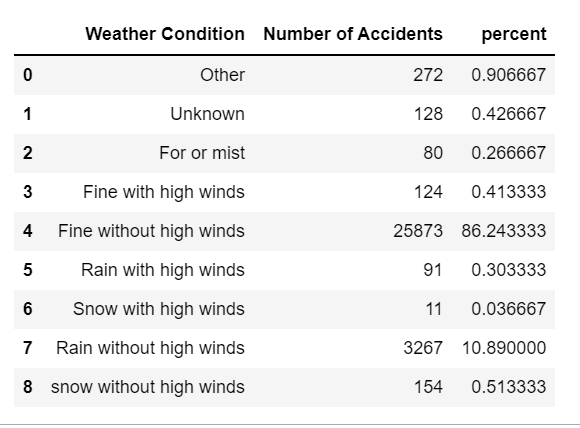 Weather Condition Number of Accidents percent
0 Other 272 0.906667
1 Unknown 128 0.426667
2 For or mist 80 0.266667
3 Fine with high winds 124 0.413333
4 Fine without high winds 25873 86.243333
5 Rain with high winds 91 0.303333
6 Snow with high winds 11 0.036667
7 Rain without high winds 3267 10.890000
8 snow without high winds 154 0.513333